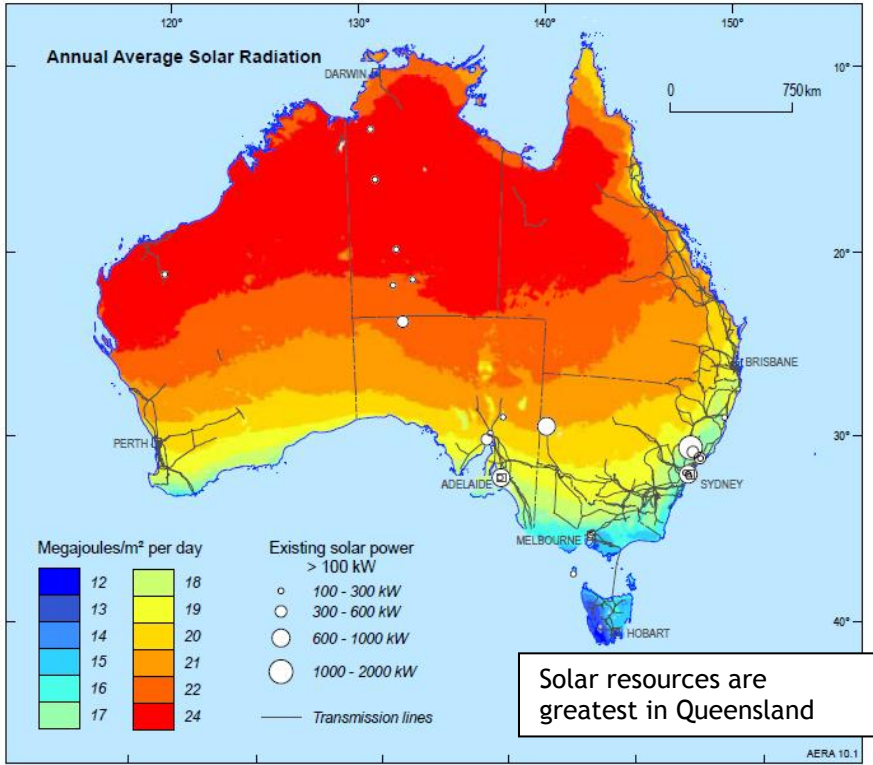 120°
130°
140°
150°
Annual Average Solar Radiation
DARWIN
10°
0
750 km
20°
BRISBANE
PERTH
30°
ADELAIDE
SYDNEY
MELBOURNE
Megajoules/m² per day
12
13
14
15
16
17
18
19
20
21
22
24
Existing solar power
> 100 kW
100 - 300 kW
300 - 600 kW
600 - 1000 kW
1000 - 2000 kW
Transmission lines
40°
HOBART
Solar resources are
greatest in Queensland
AERA 10.1